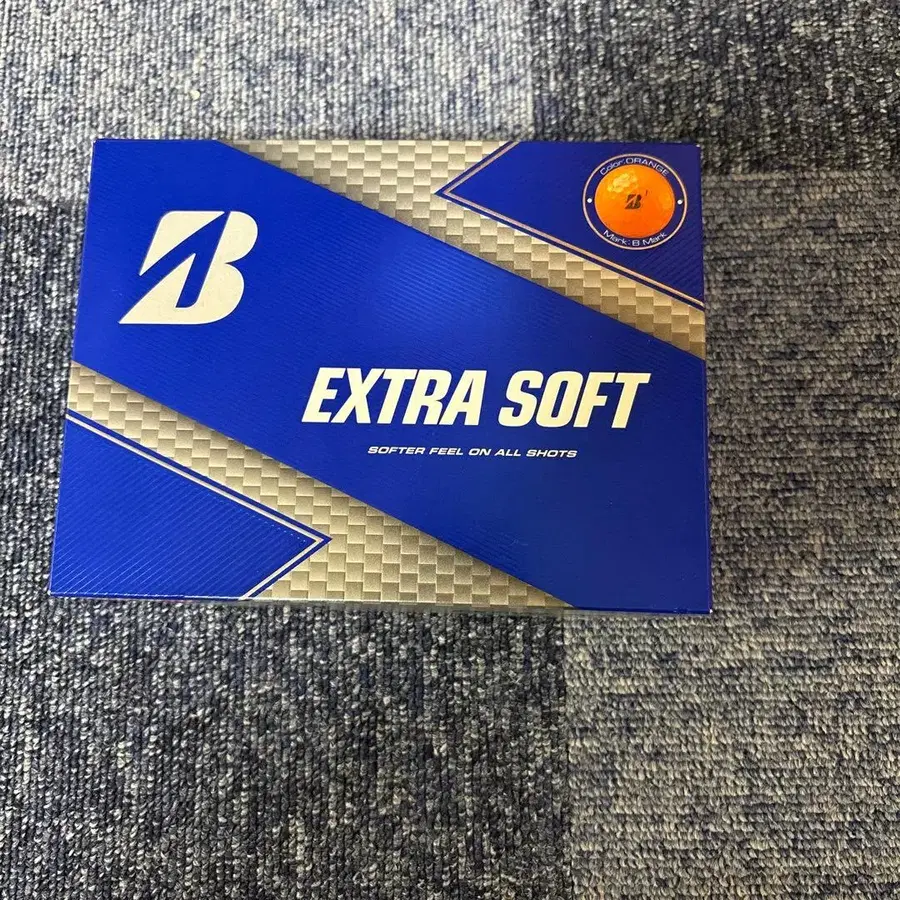 Color: ORANGE
B
Mark: B Mark
B
EXTRA SOFT
SOFTER FEEL ON ALL SHOTS